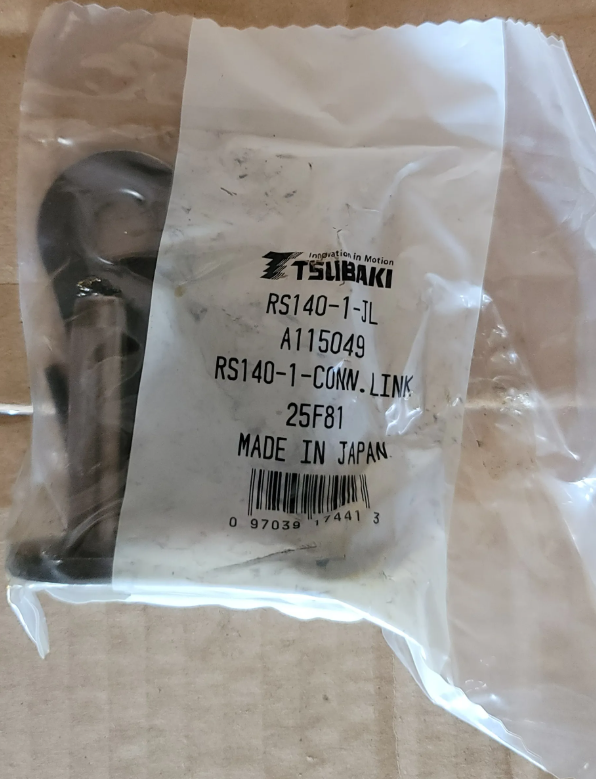 Innovation in Motion
TSUBAKI
RS140-1-JL
A115049
RS140-1-CONN.LINK
25F81
MADE IN JAPAN
0 97039 17441 3